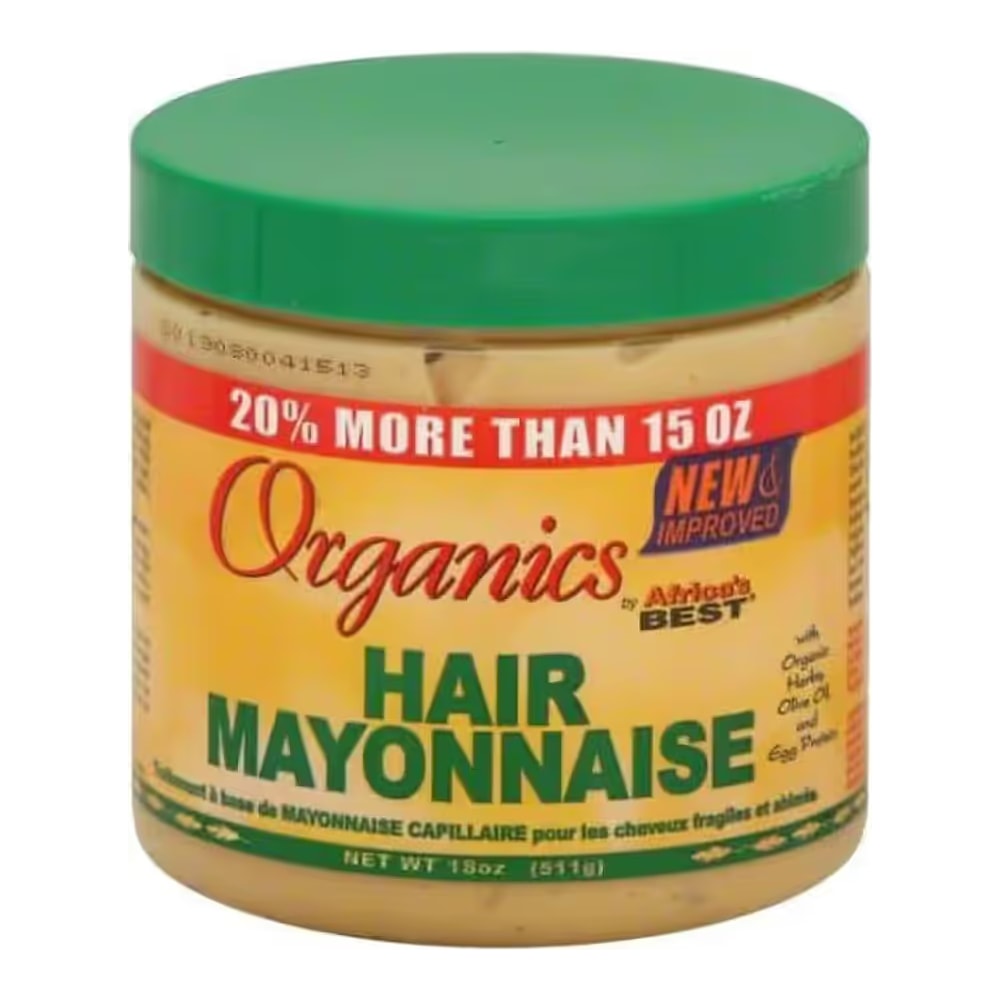 20% MORE THAN 15 OZ
NEW &
IMPROVED
Organics
by Africa's
BEST
HAIR
MAYONNAISE
with
Organic
Herbs,
Olive Oil
and
Egg Protein
Traitement à base de MAYONNAISE CAPILLAIRE pour les cheveux fragiles et abîmés
NET WT 18oz (511g)